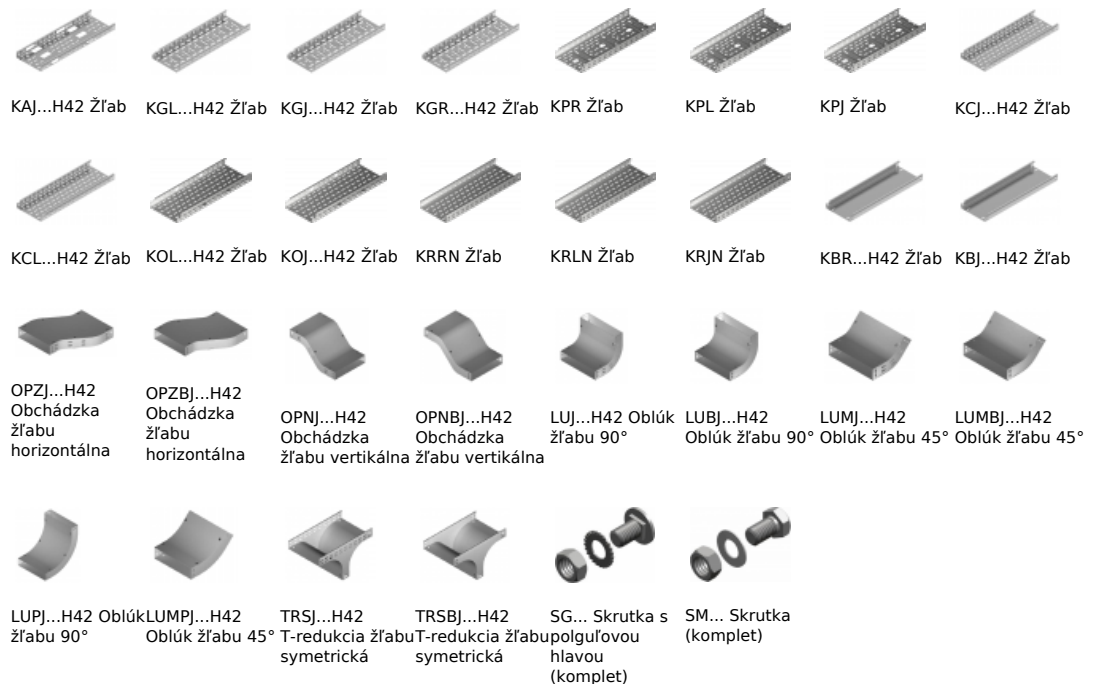 KAJ...H42 Žľab
KGL...H42 Žľab
KGJ...H42 Žľab
KGR...H42 Žľab
KPR Žľab
KPL Žľab
KPJ Žľab
KCJ...H42 Žľab
KCL...H42 Žľab
KOL...H42 Žľab
KOJ...H42 Žľab
KRRN Žľab
KRLN Žľab
KRJN Žľab
KBR...H42 Žľab
KBJ...H42 Žľab
OPZJ...H42
Obchádzka
žľabu
horizontálna
OPZBJ...H42
Obchádzka
žľabu
horizontálna
OPNJ...H42
Obchádzka
žľabu vertikálna
OPNBJ...H42
Obchádzka
žľabu vertikálna
LUJ...H42 Oblúk
žľabu 90°
LUBJ...H42
Oblúk žľabu 90°
LUMJ...H42
Oblúk žľabu 45°
LUMBJ...H42
Oblúk žľabu 45°
LUPJ...H42 Oblúk
žľabu 90°
LUMPJ...H42
Oblúk žľabu 45°
TRSJ...H42
T-redukcia žľabu
symetrická
TRSBJ...H42
T-redukcia žľabu
symetrická
SG... Skrutka s
polguľovou
hlavou
(komplet)
SM... Skrutka
(komplet)